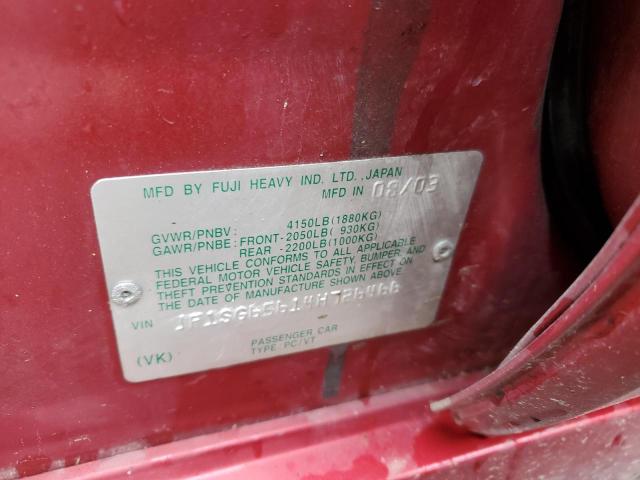 MFD BY FUJI HEAVY IND. LTD., JAPAN
MFD IN 03/03
GVWR/PNBV: 4150LB(1880KG)
GAWR/PNBE: FRONT-2050LB( 930KG)
REAR -2200LB(1000KG)
THIS VEHICLE CONFORMS TO ALL APPLICABLE
FEDERAL MOTOR VEHICLE SAFETY, BUMPER, AND
THEFT PREVENTION STANDARDS IN EFFECT ON
THE DATE OF MANUFACTURE SHOWN ABOVE.
VIN JF1SG65614H726466
(VK) PASSENGER CAR
TYPE PC/VT